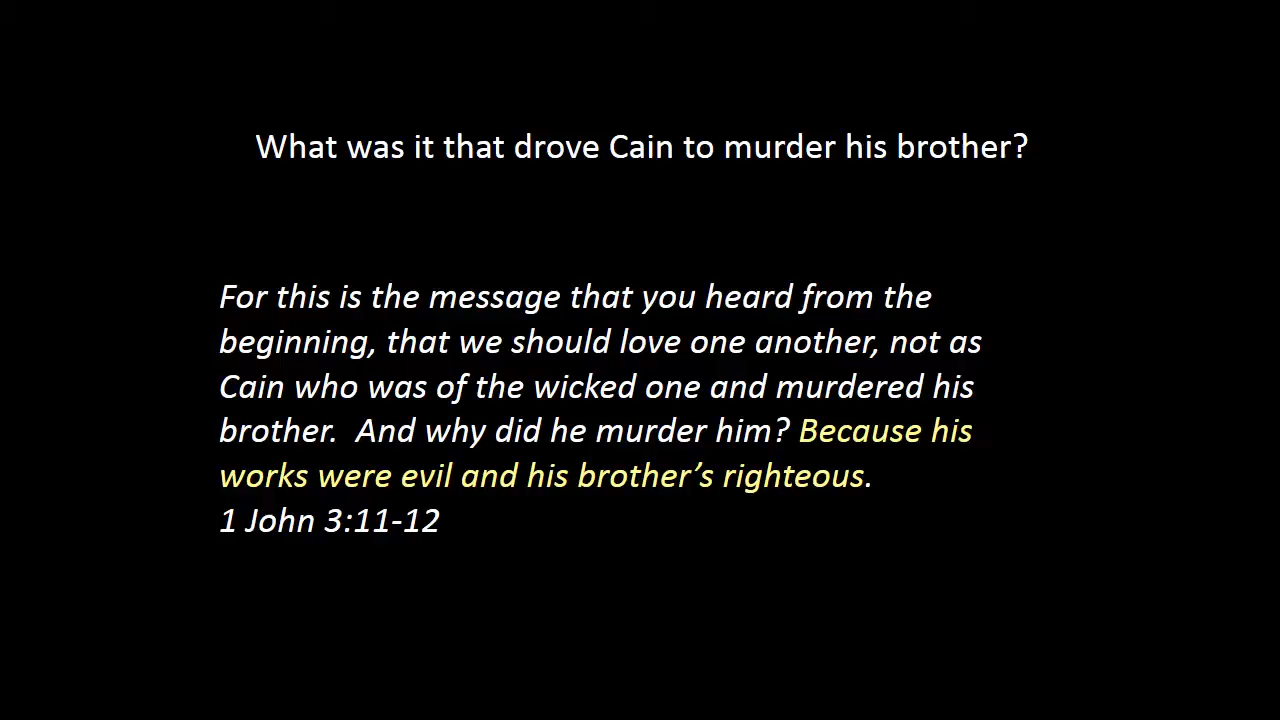 What was it that drove Cain to murder his brother?
For this is the message that you heard from the
beginning, that we should love one another, not as
Cain who was of the wicked one and murdered his
brother.  And why did he murder him? Because his
works were evil and his brother’s righteous.
1 John 3:11-12